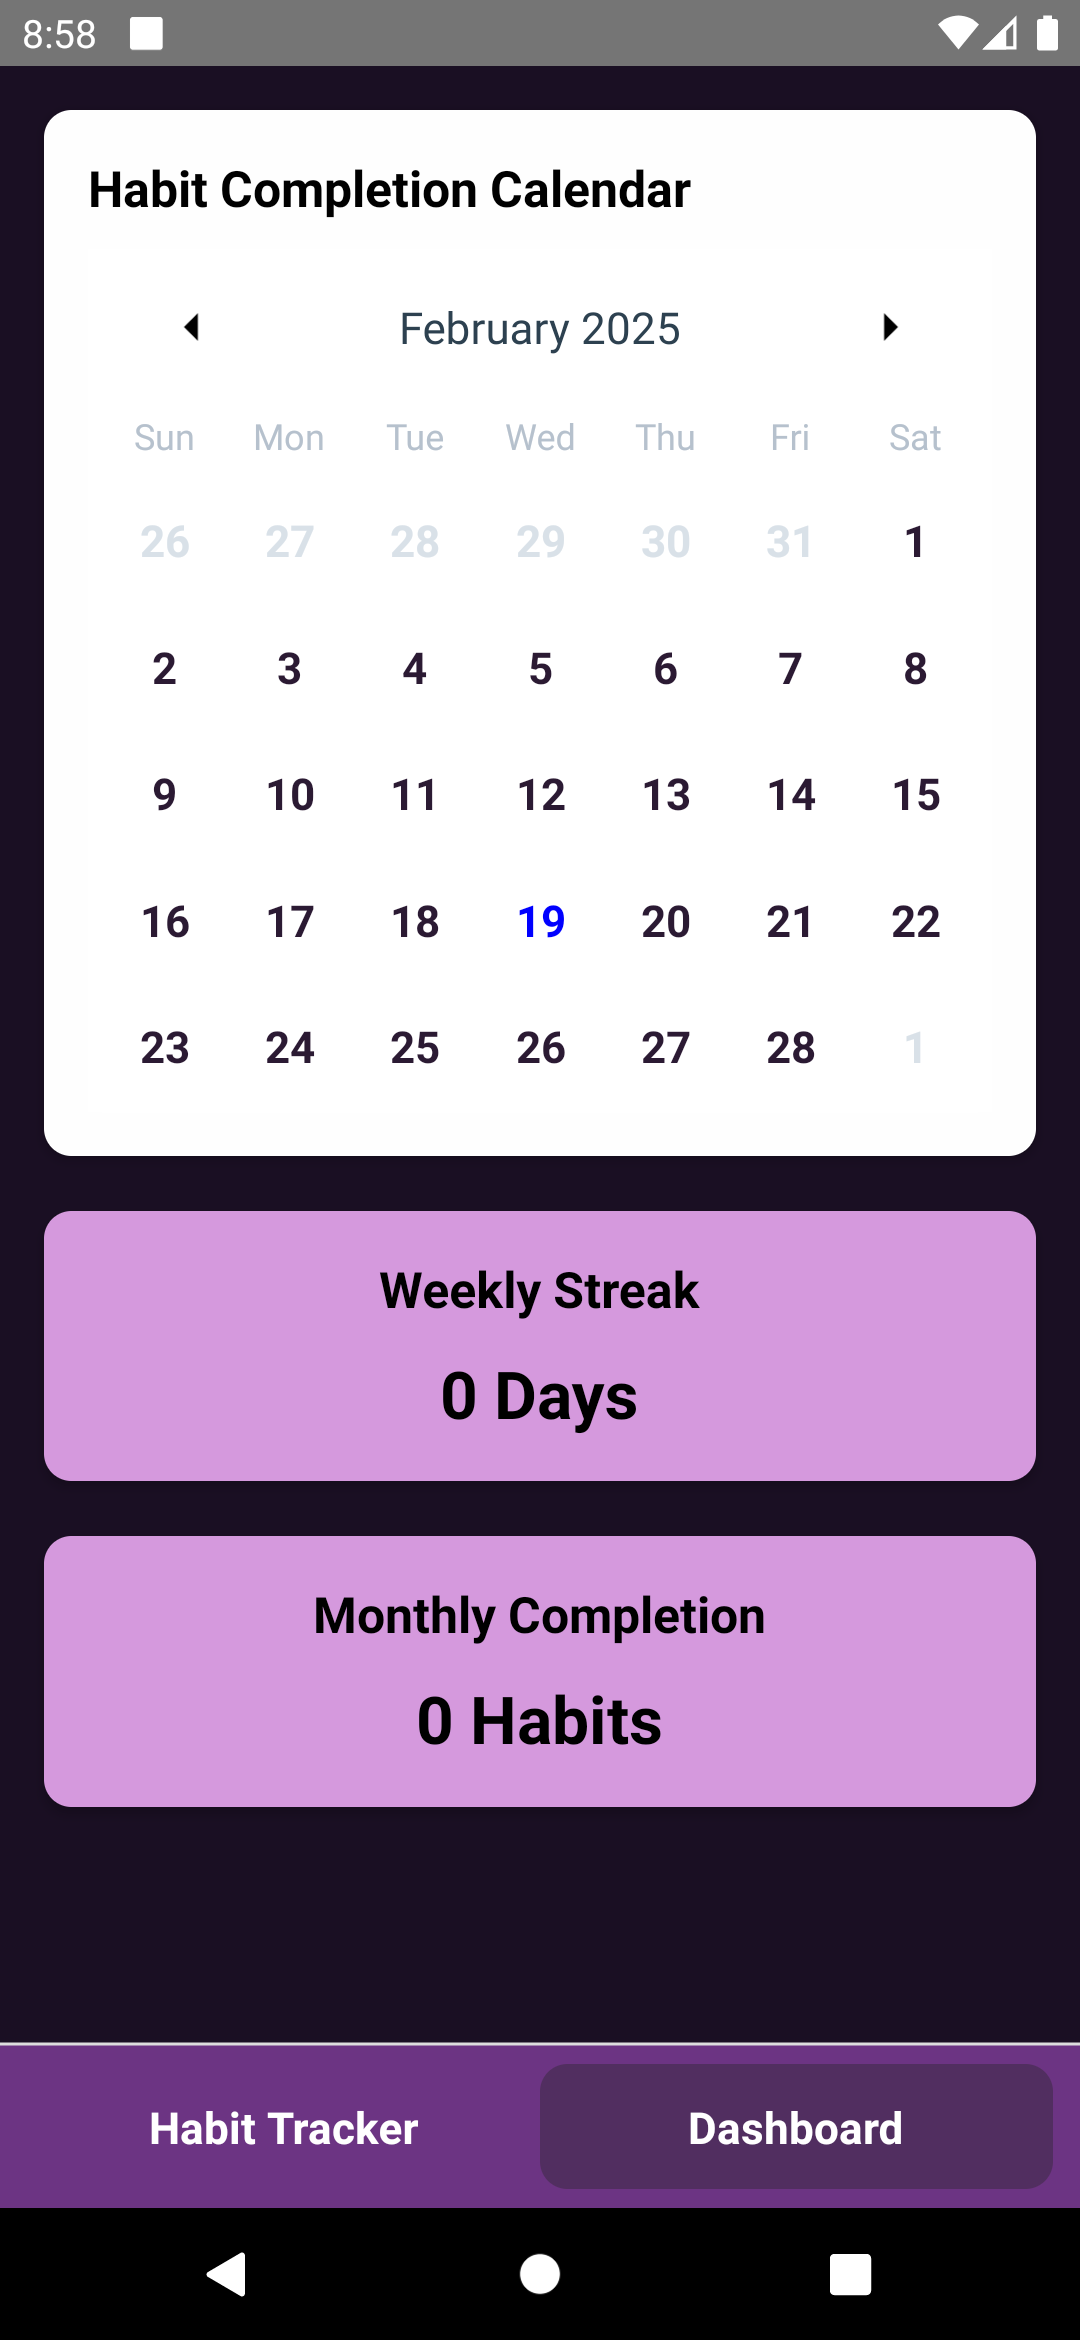 8:58
Habit Completion Calendar
February 2025
Sun Mon Tue Wed Thu Fri Sat
26 27 28 29 30 31 1
2 3 4 5 6 7 8
9 10 11 12 13 14 15
16 17 18 19 20 21 22
23 24 25 26 27 28 1
Weekly Streak
0 Days
Monthly Completion
0 Habits
Habit Tracker Dashboard